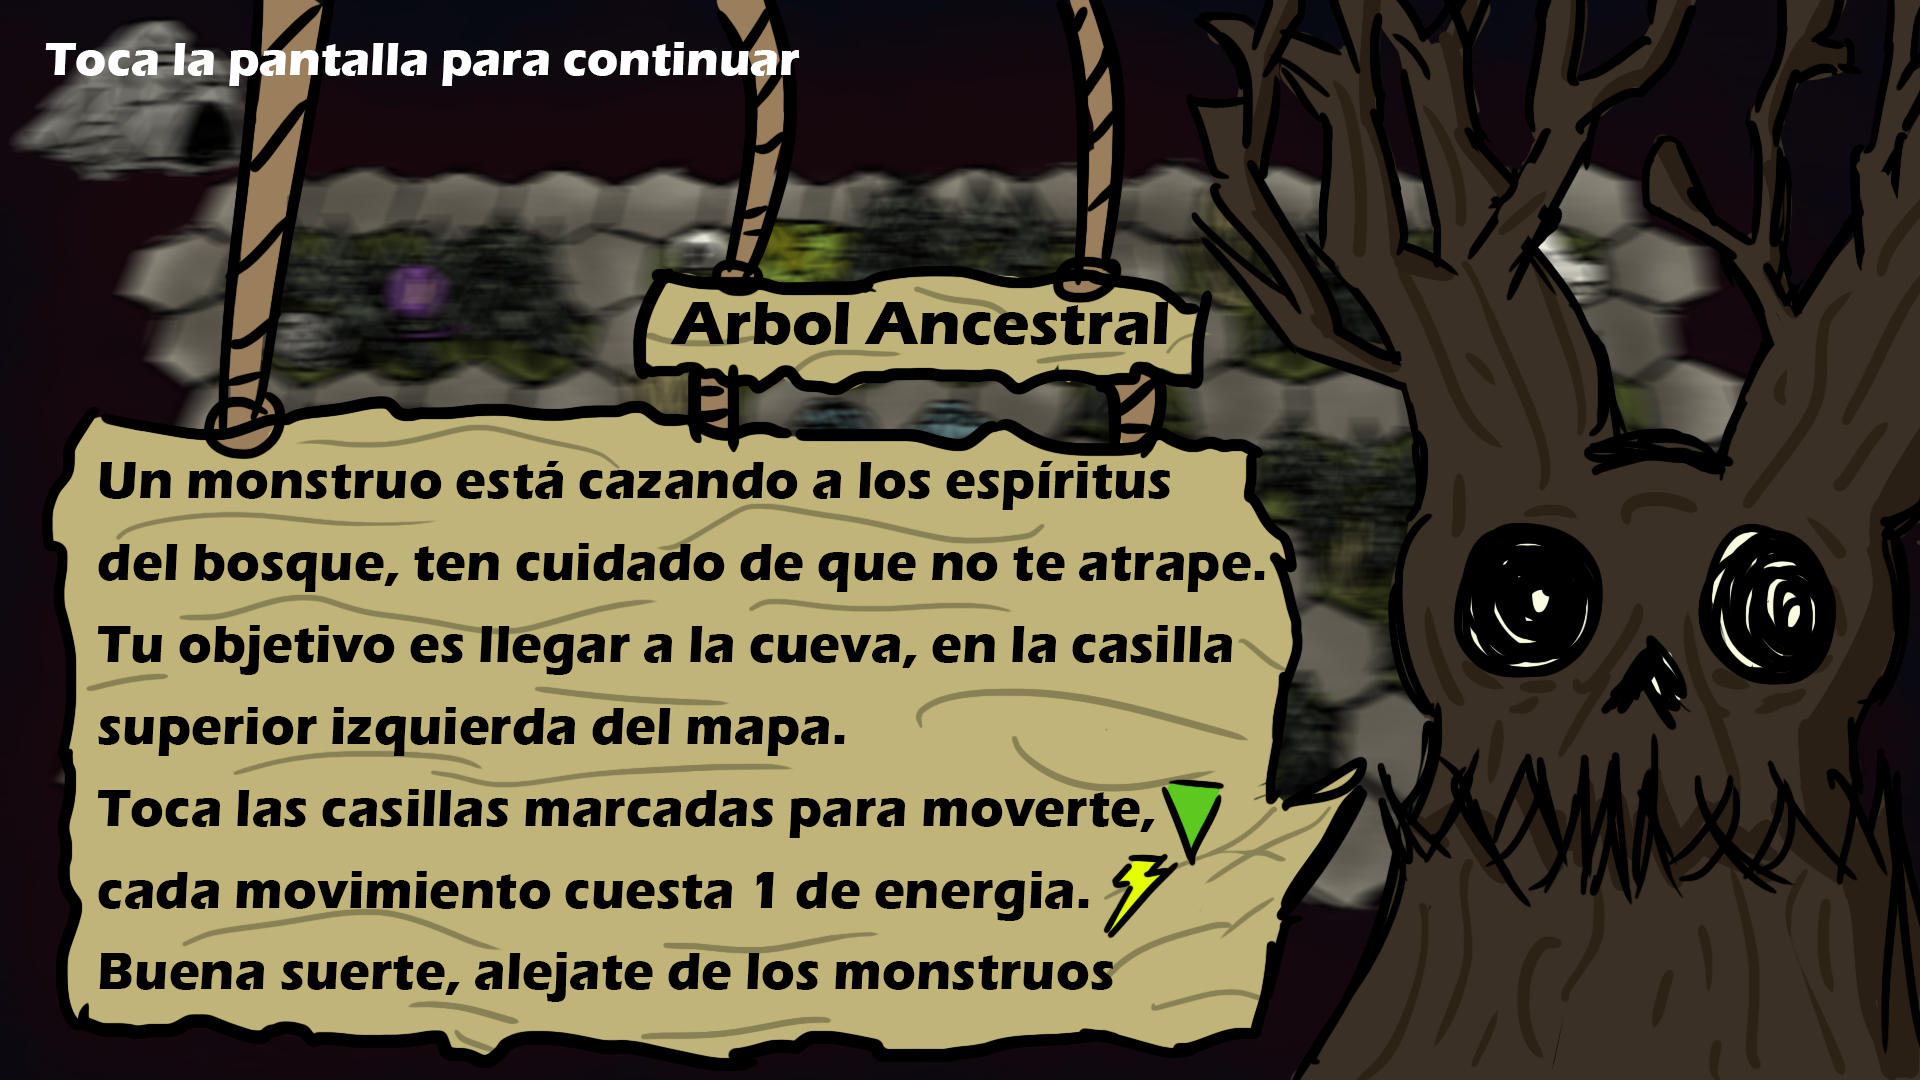 Toca la pantalla para continuar
Arbol Ancestral
Un monstruo está cazando a los espíritus
del bosque, ten cuidado de que no te atrape.
Tu objetivo es llegar a la cueva, en la casilla
superior izquierda del mapa.
Toca las casillas marcadas para moverte,
cada movimiento cuesta 1 de energia.
Buena suerte, alejate de los monstruos